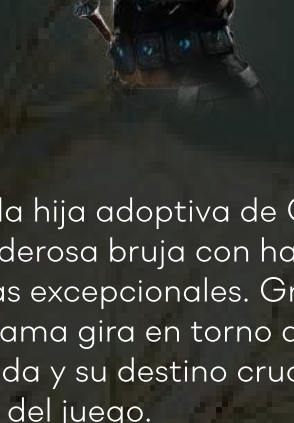 la hija adoptiva de
derosa bruja con ha
as excepcionales. Gr
ama gira en torno a
da y su destino cruc
del juego.